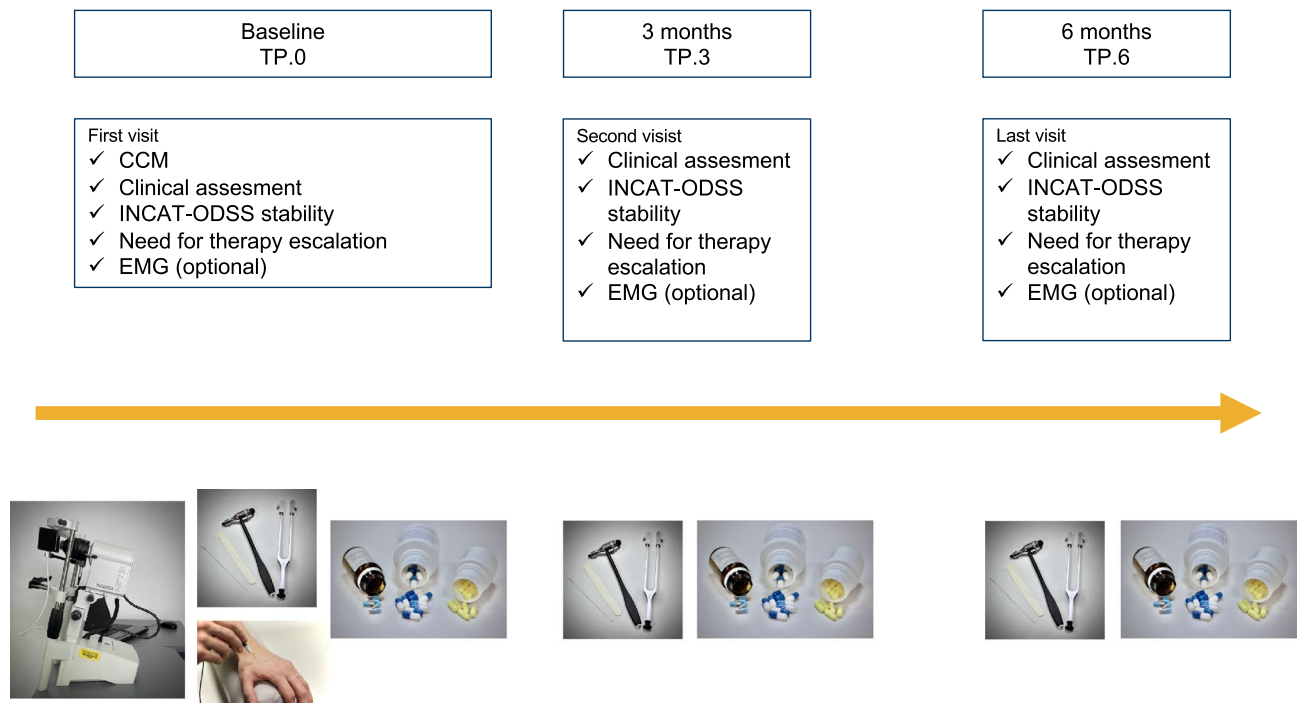 Baseline
TP.0
3 months
TP.3
6 months
TP.6
First visit
✓ CCM
✓ Clinical assesment
✓ INCAT-ODSS stability
✓ Need for therapy escalation
✓ EMG (optional)
Second visist
✓ Clinical assesment
✓ INCAT-ODSS
stability
✓ Need for therapy
escalation
✓ EMG (optional)
Last visit
✓ Clinical assesment
✓ INCAT-ODSS
stability
✓ Need for therapy
escalation
✓ EMG (optional)